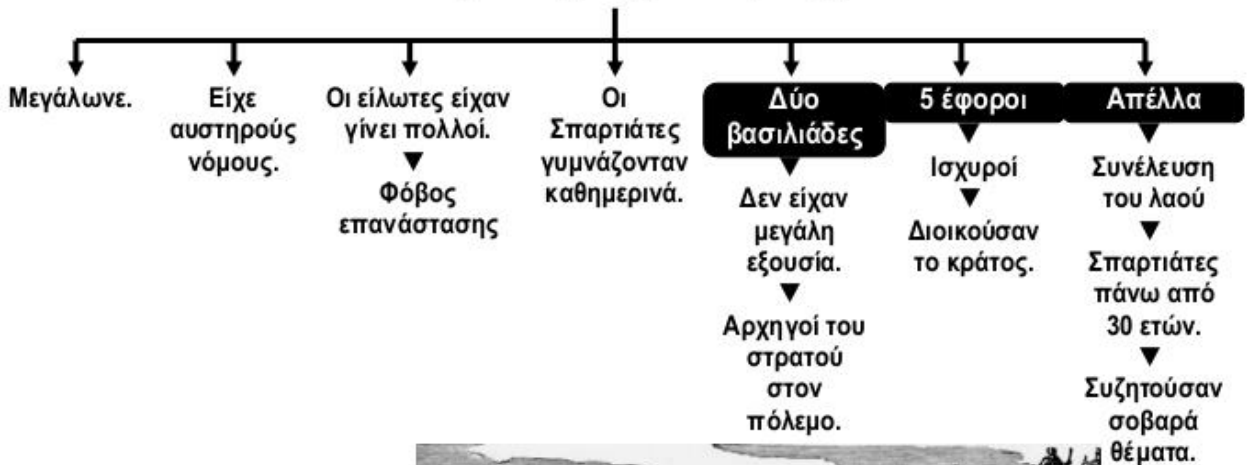 Μεγάλωνε.
Είχε
αυστηρούς
νόμους.
Οι είλωτες είχαν
γίνει πολλοί.
▼
Φόβος
επανάστασης
Οι
Σπαρτιάτες
γυμνάζονταν
καθημερινά.
Δύο
βασιλιάδες
▼
Δεν είχαν
μεγάλη
εξουσία.
▼
Αρχηγοί του
στρατού
στον
πόλεμο.
5 έφοροι
Ισχυροί
▼
Διοικούσαν
το κράτος.
Απέλλα
Συνέλευση
του λαού
▼
Σπαρτιάτες
πάνω από
30 ετών.
▼
Συζητούσαν
σοβαρά
θέματα.